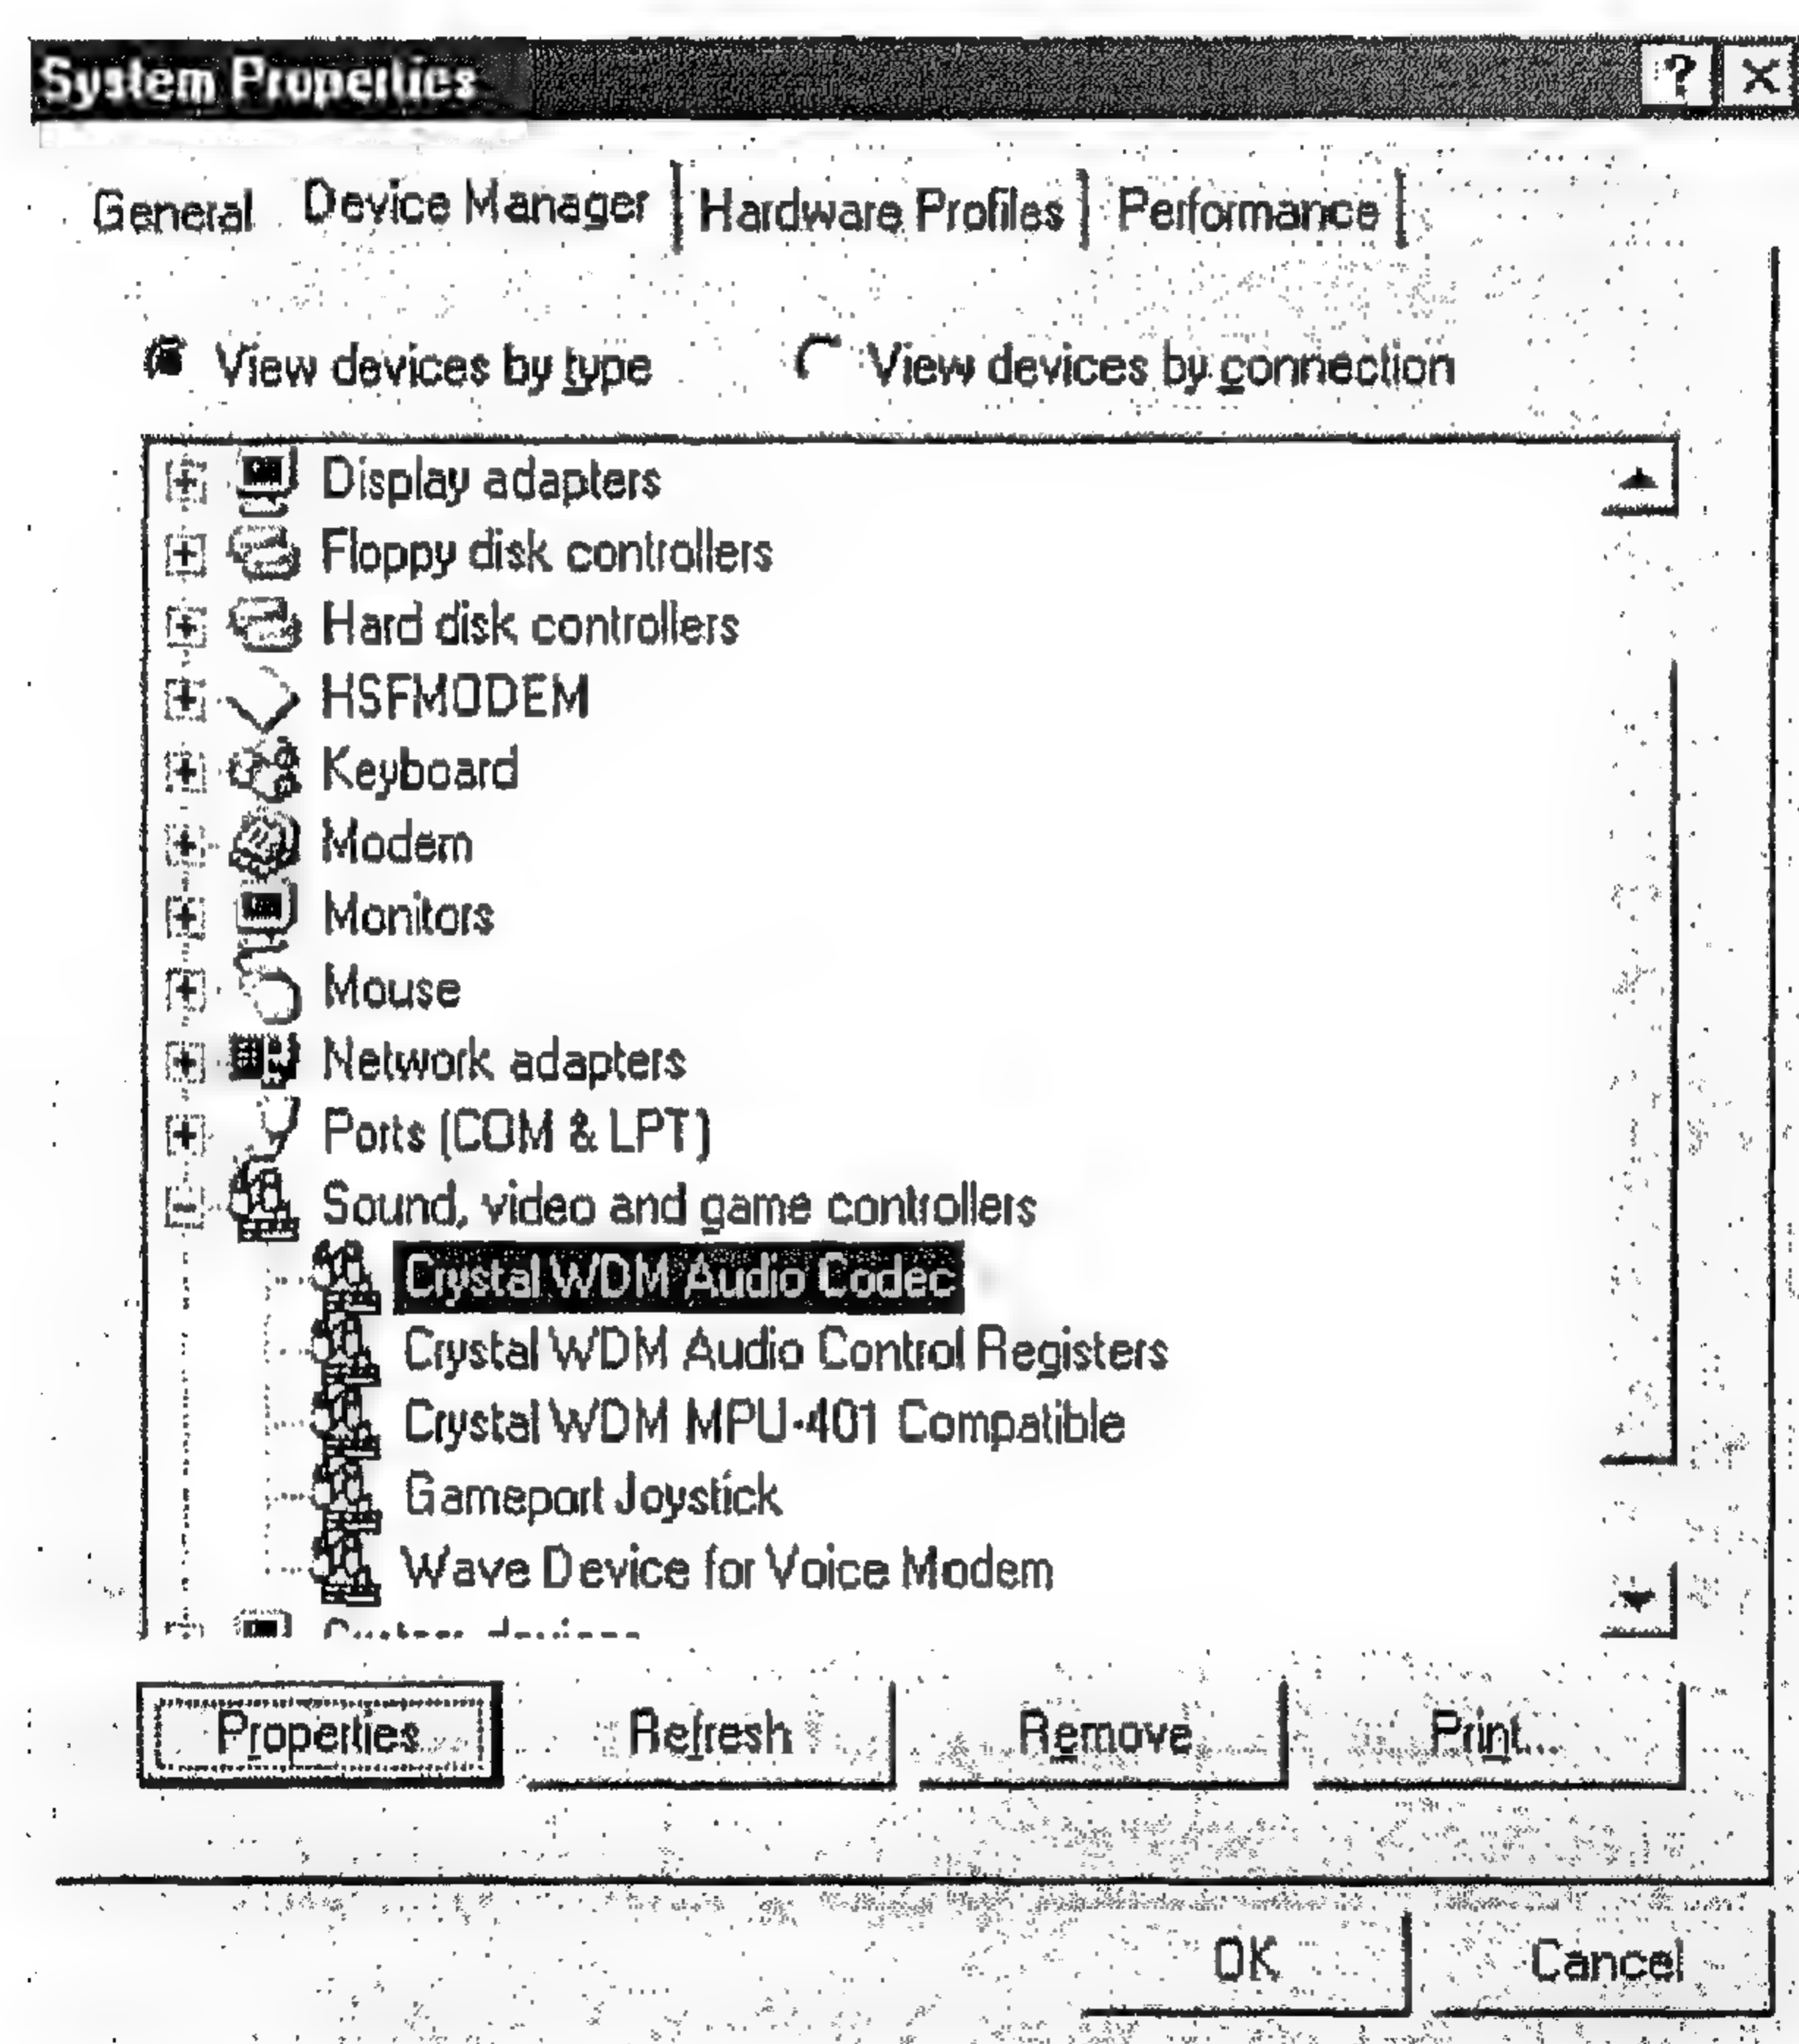 System Properties
General Device Manager Hardware Profiles Performance
View devices by type View devices by connection
Display adapters
Floppy disk controllers
Hard disk controllers
HSFMODEM
Keyboard
Modem
Monitors
Mouse
Network adapters
Ports (COM & LPT)
Sound, video and game controllers
Crystal WDM Audio Codec
Crystal WDM Audio Control Registers
Crystal WDM MPU-401 Compatible
Gameport Joystick
Wave Device for Voice Modem
Properties Refresh Remove Print...
OK Cancel